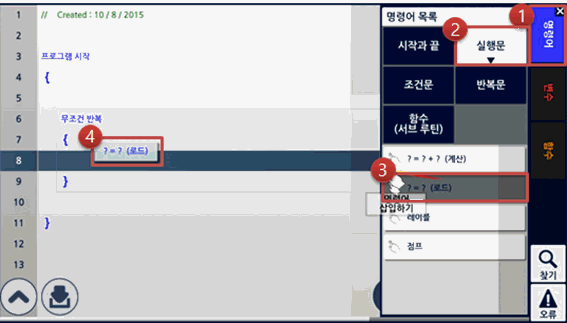 1 // Created : 10 / 8 / 2015
2
3 프로그램 시작
4 {
5
6 무조건 반복
7 {
4
8 ? = ? (로드)
9 }
10
11 }
12
13
명령어 목록
1
명령어
2
시작과 끝 실행문
조건문 반복문
함수
(서브 루틴)
변수
함수
? = ? + ? (계산)
3
? = ? (로드)
명령어
삽입하기
레이블
점프
찾기
오류